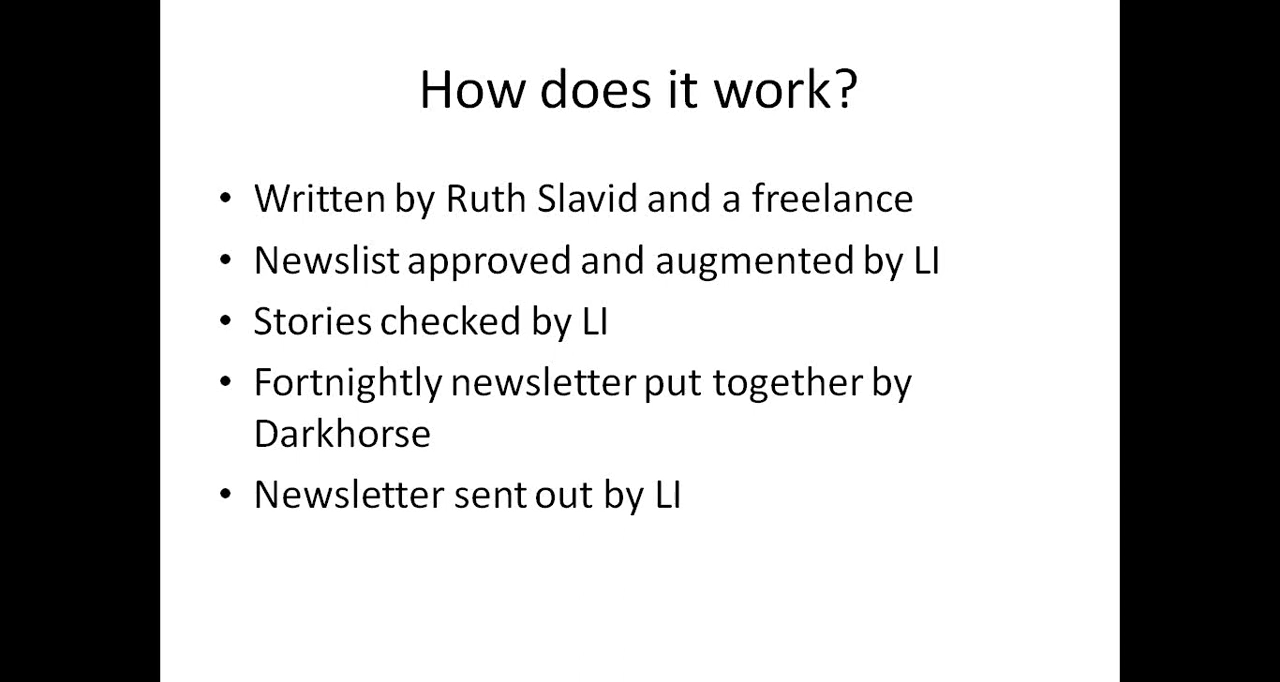 How does it work?
• Written by Ruth Slavid and a freelance
• Newslist approved and augmented by LI
• Stories checked by LI
• Fortnightly newsletter put together by
Darkhorse
• Newsletter sent out by LI